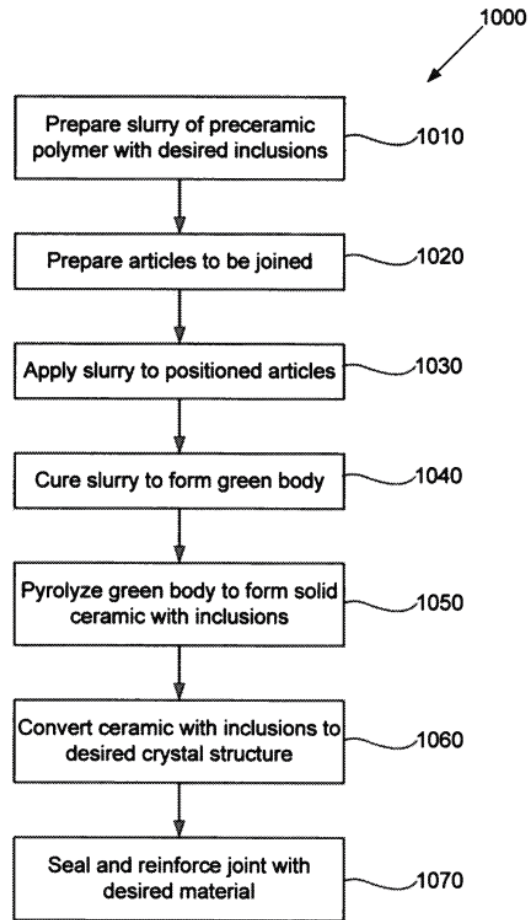 1000
Prepare slurry of preceramic
polymer with desired inclusions
1010
Prepare articles to be joined
1020
Apply slurry to positioned articles
1030
Cure slurry to form green body
1040
Pyrolyze green body to form solid
ceramic with inclusions
1050
Convert ceramic with inclusions to
desired crystal structure
1060
Seal and reinforce joint with
desired material
1070